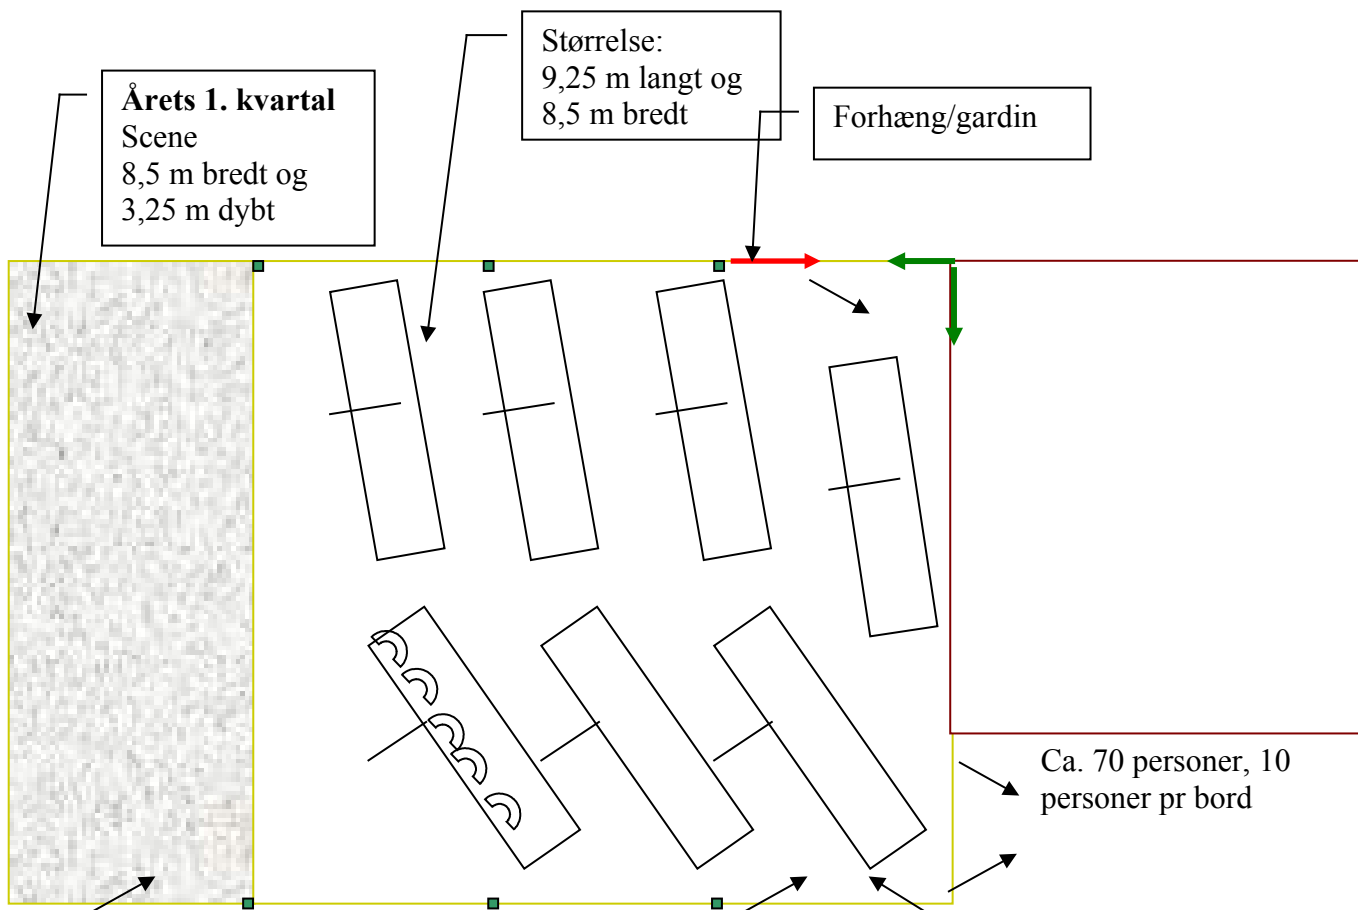 Størrelse:
9,25 m langt og
8,5 m bredt
Årets 1. kvartal
Scene
8,5 m bredt og
3,25 m dybt
Forhæng/gardin
Ca. 70 personer, 10
personer pr bord